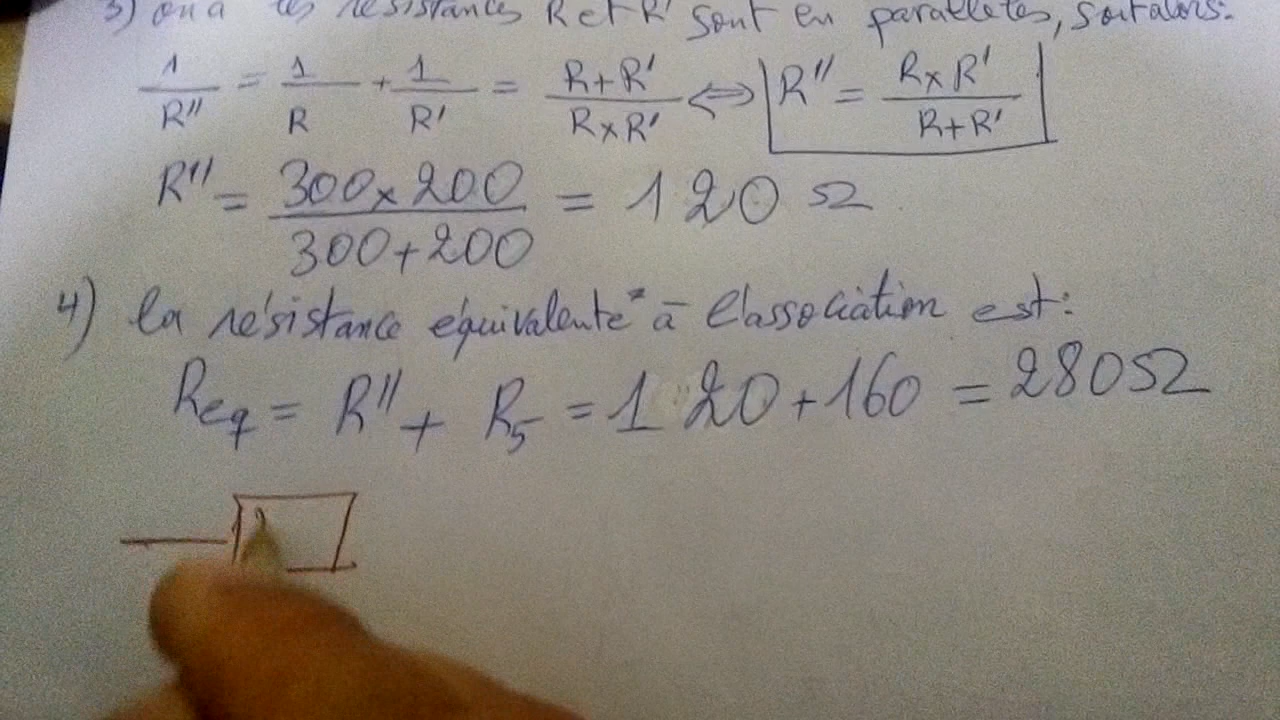 3) on a les résistances R et R' sont en parallèles, soit alors:
1/R'' = 1/R + 1/R' = R+R'/R×R' ⇔ R'' = R×R'/R+R'
R'' = 300×200/300+200 = 120 Ω
4) la résistance équivalente à l'association est:
Req = R'' + R5 = 120 + 160 = 280Ω